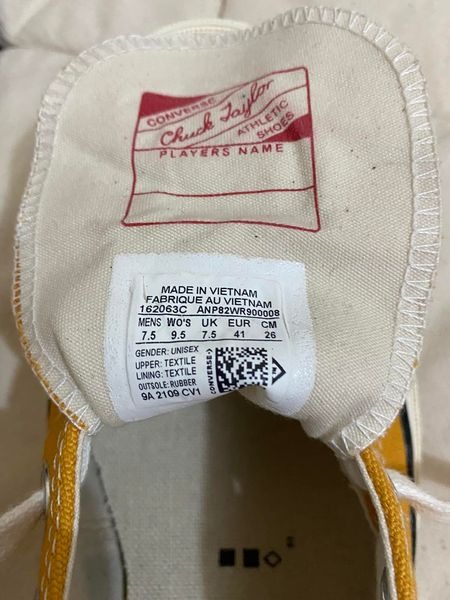 CONVERSE
Chuck Taylor
ATHLETIC
SHOES
PLAYERS NAME
MADE IN VIETNAM
FABRIQUE AU VIETNAM
162063C ANP82WR900008
MENS WO'S UK EUR CM
7.5 9.5 7.5 41 26
GENDER: UNISEX
UPPER: TEXTILE
LINING: TEXTILE
OUTSOLE: RUBBER
9A 2109 CV1
CONVERSE